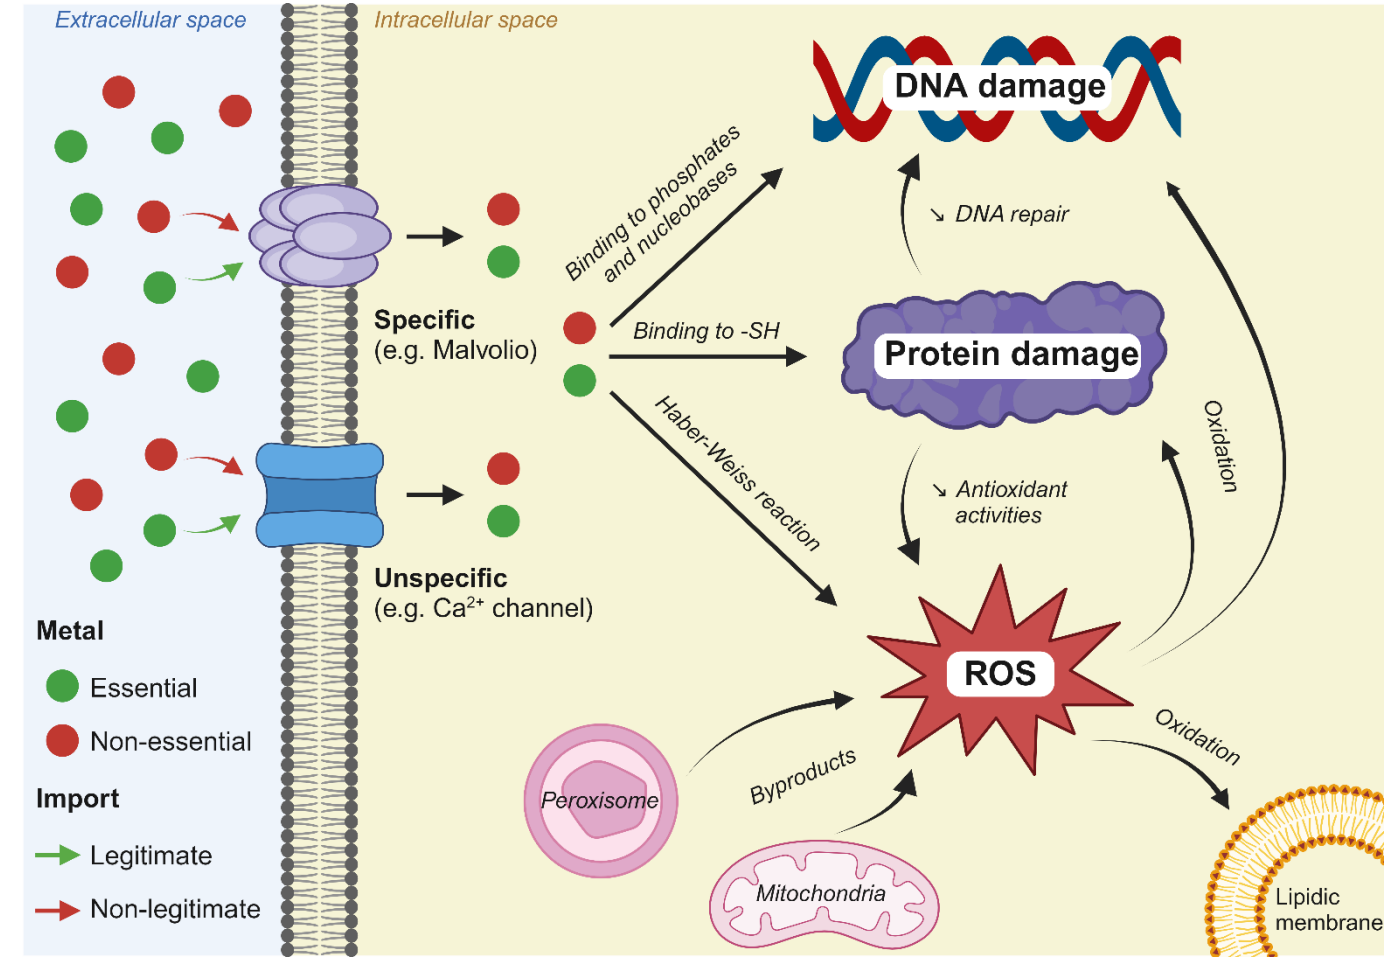 Extracellular space
Intracellular space
DNA damage
Binding to phosphates
and nucleobases
↘ DNA repair
Specific
(e.g. Malvolio)
Binding to -SH
Protein damage
Haber-Weiss reaction
Oxidation
↘ Antioxidant
activities
Unspecific
(e.g. Ca²⁺ channel)
Metal
Essential
Non-essential
Import
Legitimate
Non-legitimate
ROS
Oxidation
Peroxisome
Byproducts
Mitochondria
Lipidic
membrane